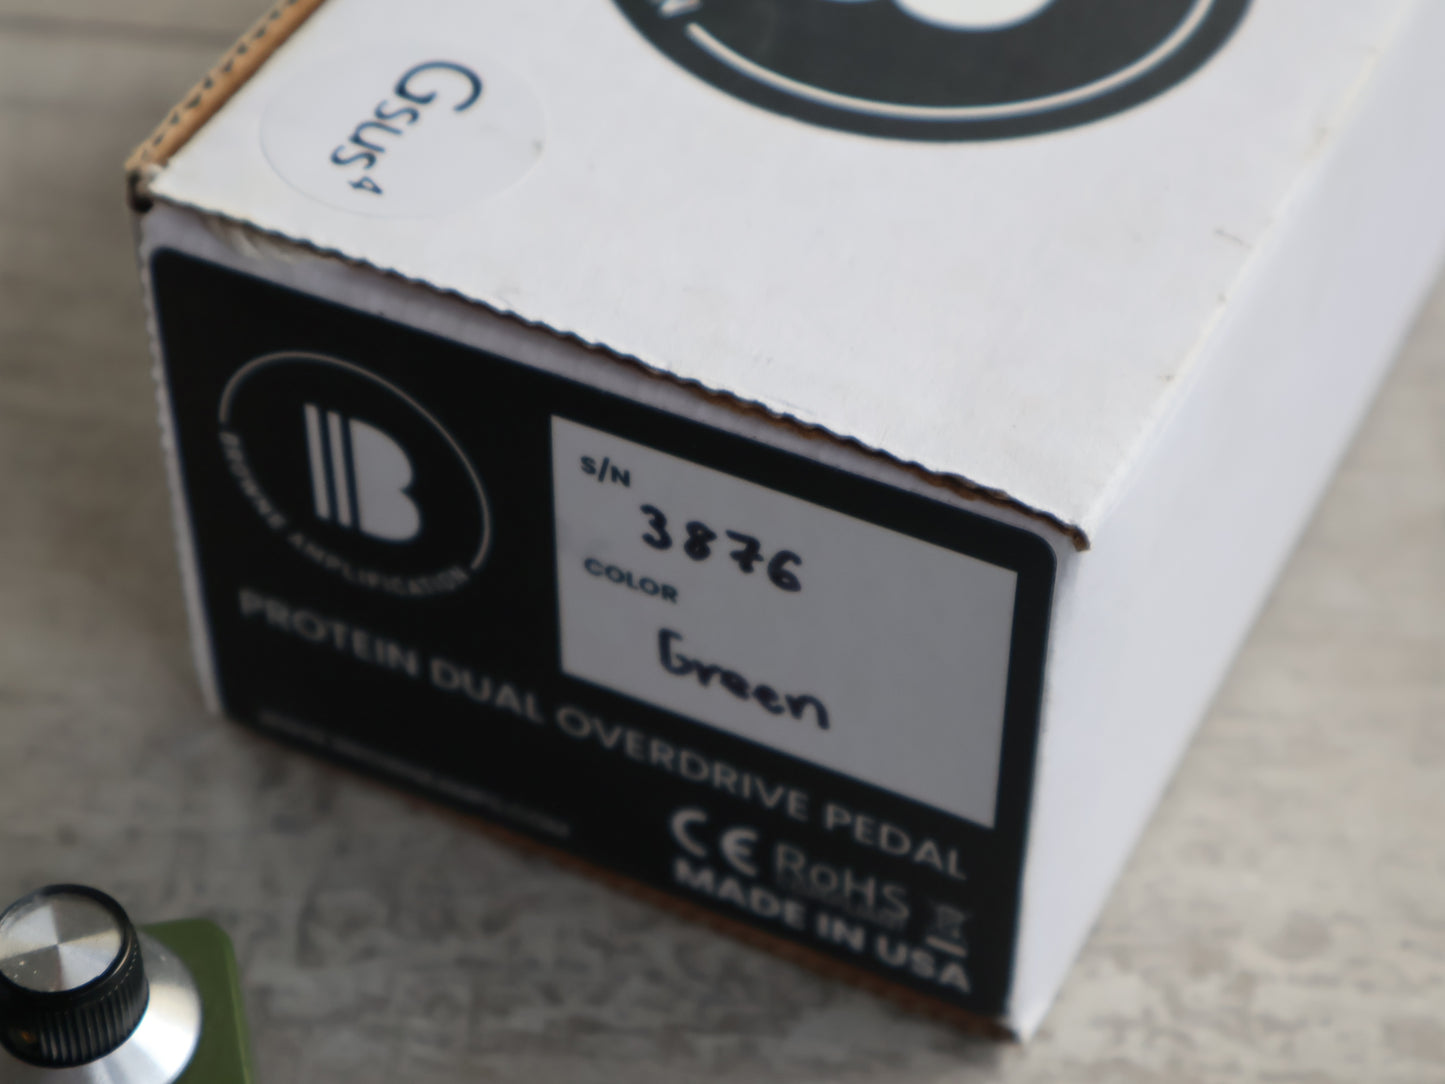 Gsus4
BROWNE AMPLIFICATION
S/N
3876
COLOR
Green
PROTEIN DUAL OVERDRIVE PEDAL
CE RoHS
MADE IN USA